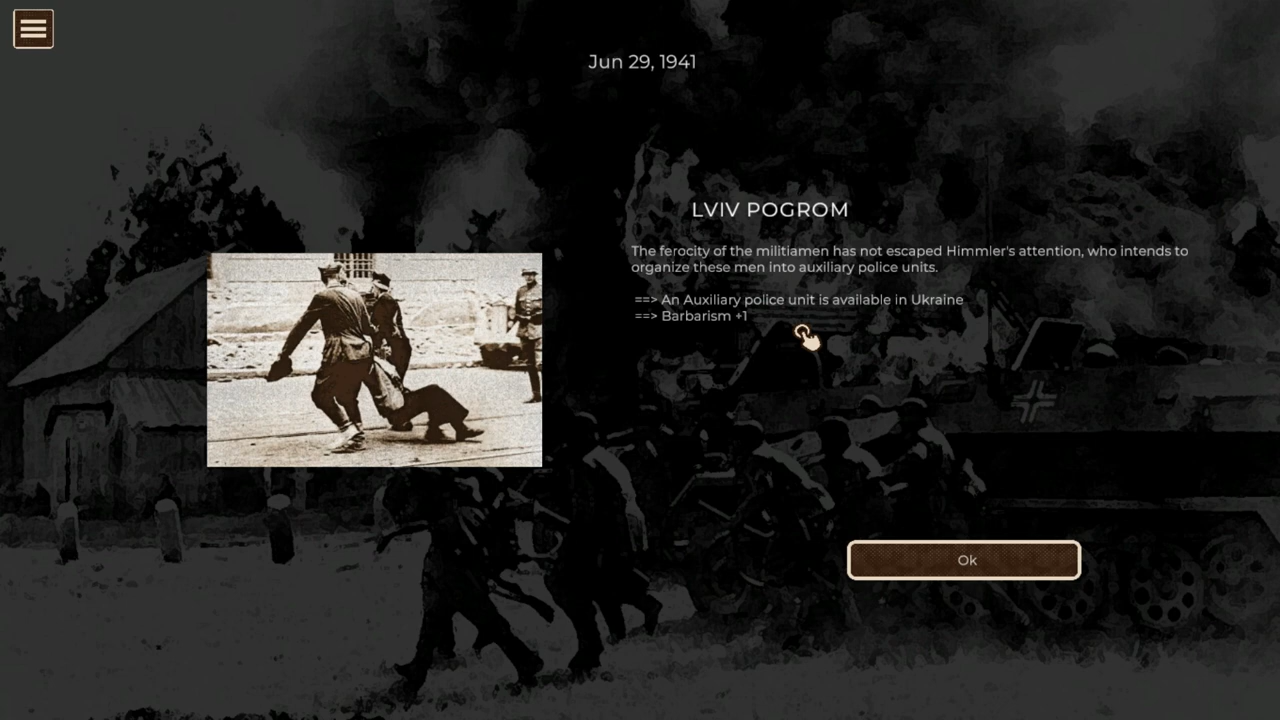 Jun 29, 1941
LVIV POGROM
The ferocity of the militiamen has not escaped Himmler's attention, who intends to
organize these men into auxiliary police units.
==> An Auxiliary police unit is available in Ukraine
==> Barbarism +1
Ok